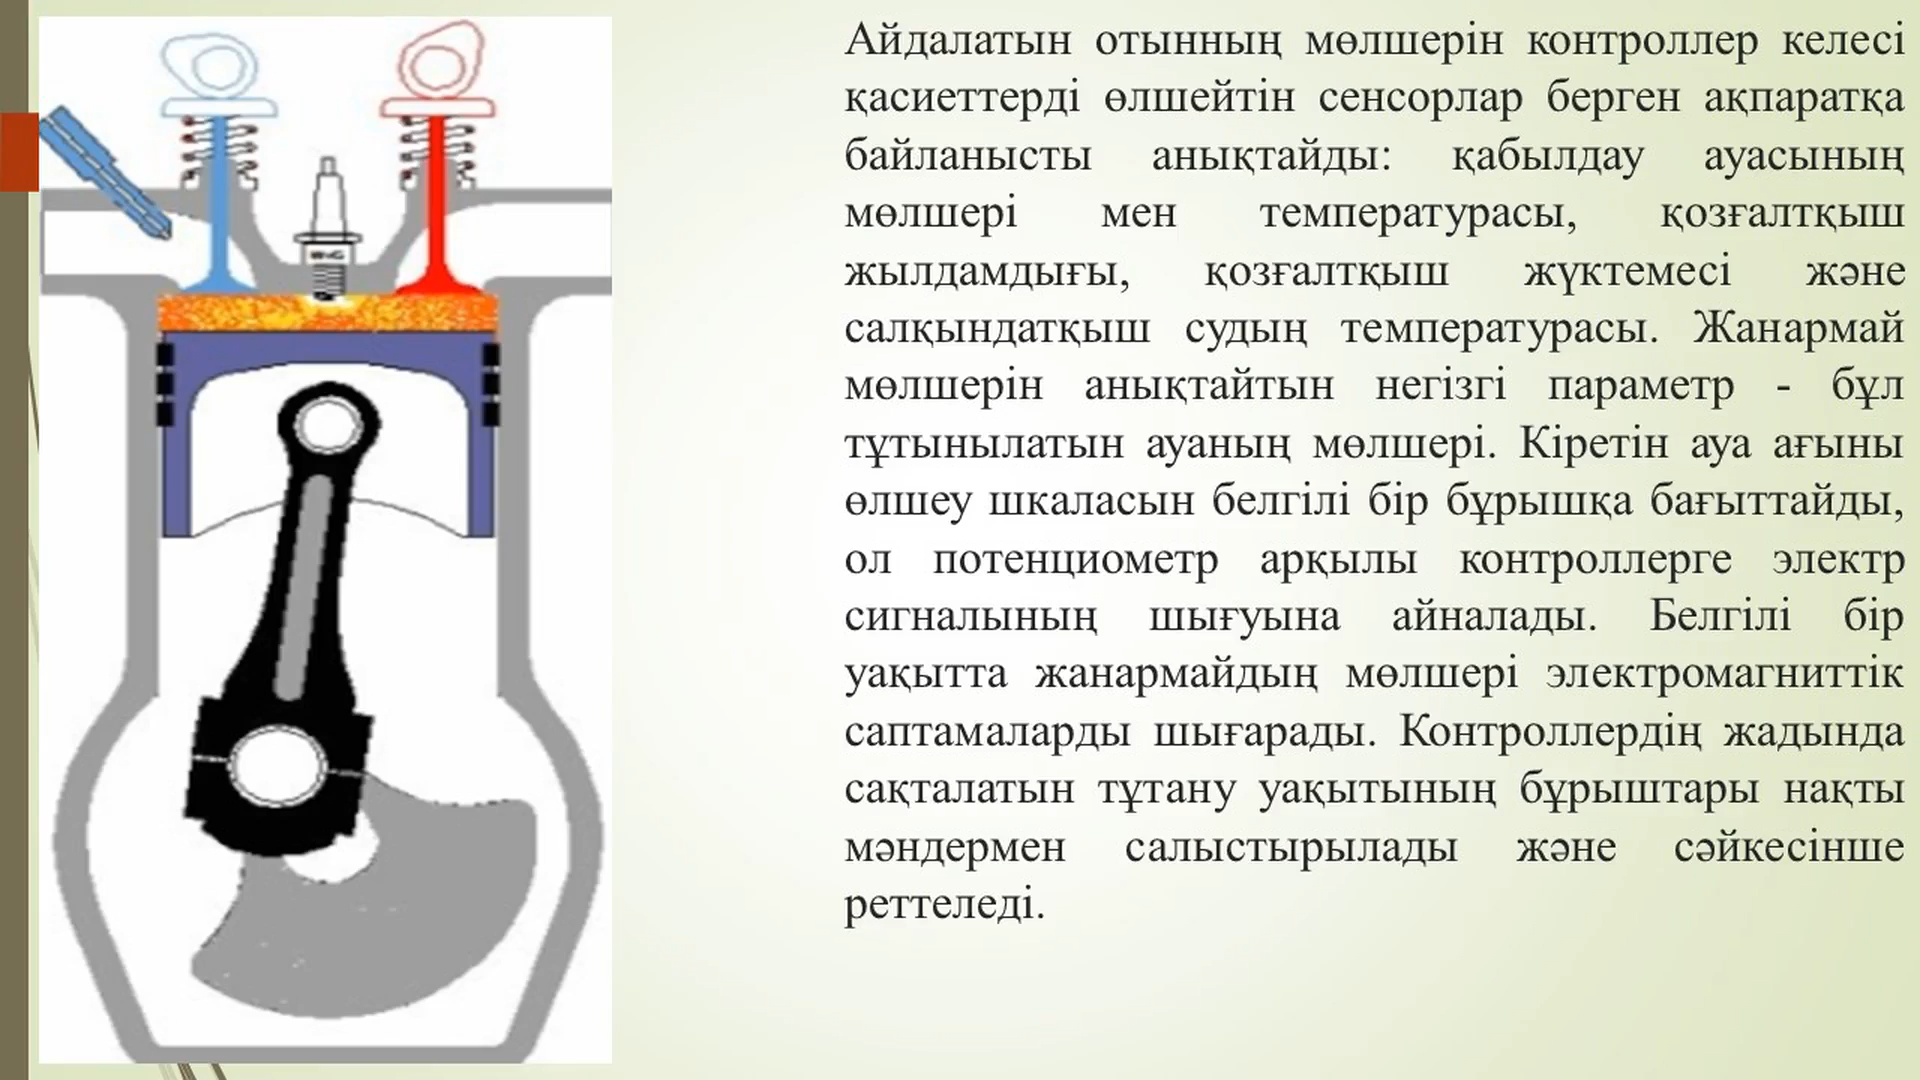 Айдалатын отынның мөлшерін контроллер келесі
қасиеттерді өлшейтін сенсорлар берген ақпаратқа
байланысты анықтайды: қабылдау ауасының
мөлшері мен температурасы, қозғалтқыш
жылдамдығы, қозғалтқыш жүктемесі және
салқындатқыш судың температурасы. Жанармай
мөлшерін анықтайтын негізгі параметр - бұл
тұтынылатын ауаның мөлшері. Кіретін ауа ағыны
өлшеу шкаласын белгілі бір бұрышқа бағыттайды,
ол потенциометр арқылы контроллерге электр
сигналының шығуына айналады. Белгілі бір
уақытта жанармайдың мөлшері электромагниттік
саптамаларды шығарады. Контроллердің жадында
сақталатын тұтану уақытының бұрыштары нақты
мәндермен салыстырылады және сәйкесінше
реттеледі.